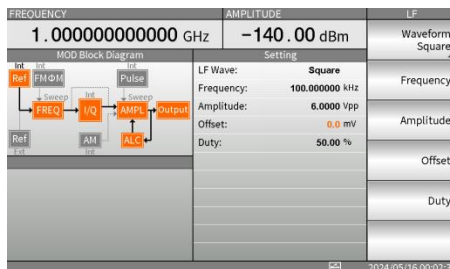 FREQUENCY AMPLITUDE LF
1.000000000000 GHz -140.00 dBm
Waveform
Square
MOD Block Diagram Setting
Int Int Int
Ref FMΦM Pulse
Sweep Int Sweep
FREQ I/Q AMPL Output
Ref AM ALC
Ext Int
LF Wave: Square
Frequency: 100.000000 kHz
Amplitude: 6.0000 Vpp
Offset: 0.0 mV
Duty: 50.00 %
Frequency
Amplitude
Offset
Duty